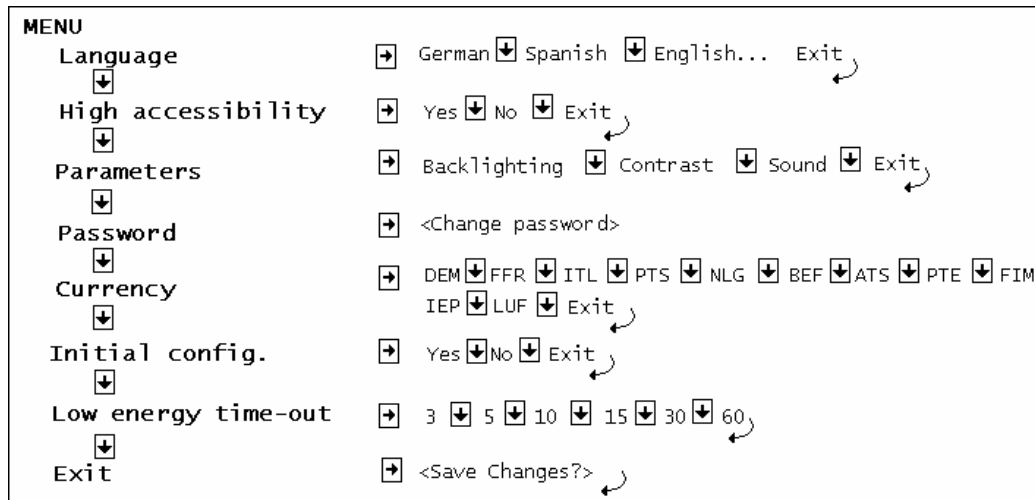 MENU
Language German Spanish English... Exit
High accessibility Yes No Exit
Parameters Backlighting Contrast Sound Exit
Password <Change password>
Currency DEM FFR ITL PTS NLG BEF ATS PTE FIM
IEP LUF Exit
Initial config. Yes No Exit
Low energy time-out 3 5 10 15 30 60
Exit <Save Changes?>